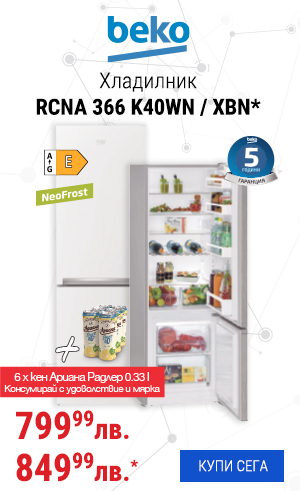 beko
Хладилник
RCNA 366 K40WN / XBN*
A
G
E
NeoFrost
beko
5
ГОДИНИ
ГАРАНЦИЯ
+
6 x кен Ариана Радлер 0.33 l
Консумирай с удоволствие и мярка
799 99 лв.
849 99 лв.*
КУПИ СЕГА